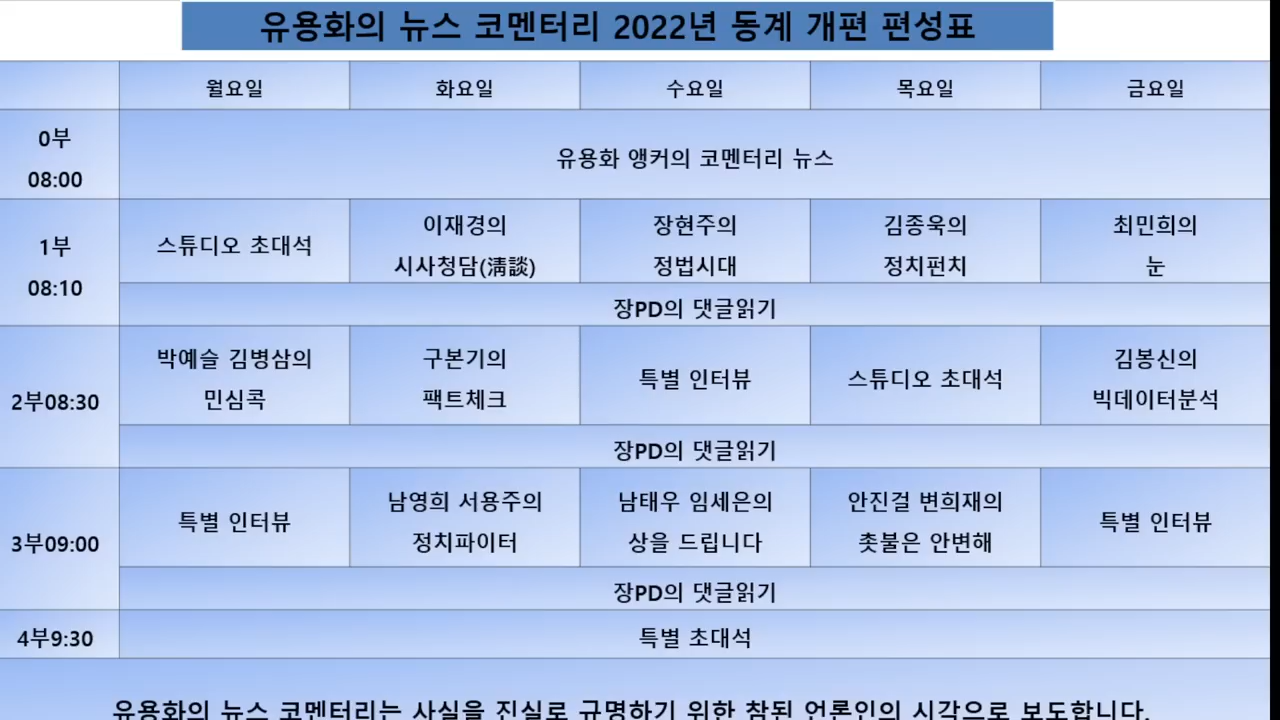 유용화의 뉴스 코멘터리 2022년 동계 개편 편성표
월요일 화요일 수요일 목요일 금요일
0부
08:00
유용화 앵커의 코멘터리 뉴스
1부
08:10
스튜디오 초대석
이재경의
시사청담(淸談)
장현주의
정법시대
김종욱의
정치펀치
최민희의
눈
장PD의 댓글읽기
2부08:30
박예슬 김병삼의
민심콕
구본기의
팩트체크
특별 인터뷰
스튜디오 초대석
김봉신의
빅데이터분석
장PD의 댓글읽기
3부09:00
특별 인터뷰
남영희 서용주의
정치파이터
남태우 임세은의
상을 드립니다
안진걸 변희재의
촛불은 안변해
특별 인터뷰
장PD의 댓글읽기
4부9:30
특별 초대석
유용화의 뉴스 코멘터리는 사실을 진실로 규명하기 위한 참된 언론인의 시각으로 보도합니다.